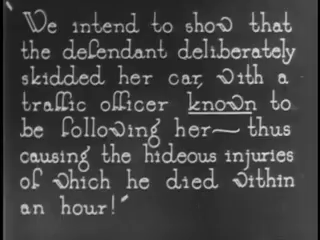 "We intend to show that
the defendant deliberately
skidded her car, with a
traffic officer known to
be following her— thus
causing the hideous injuries
of which he died within
an hour!"